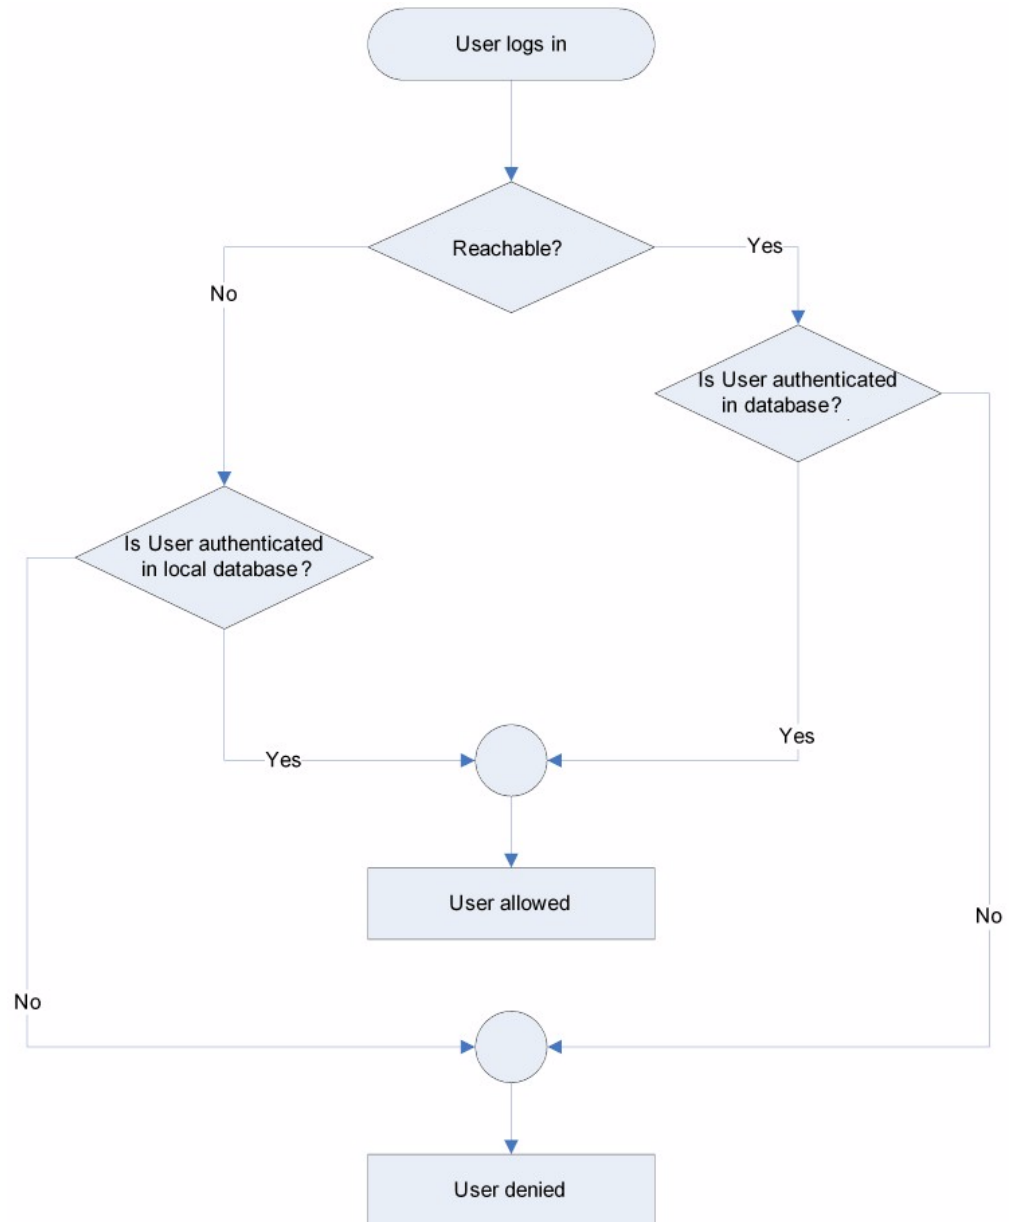 User logs in
Reachable?
Yes
No
Is User authenticated
in database?
Is User authenticated
in local database?
Yes
Yes
User allowed
No
No
User denied